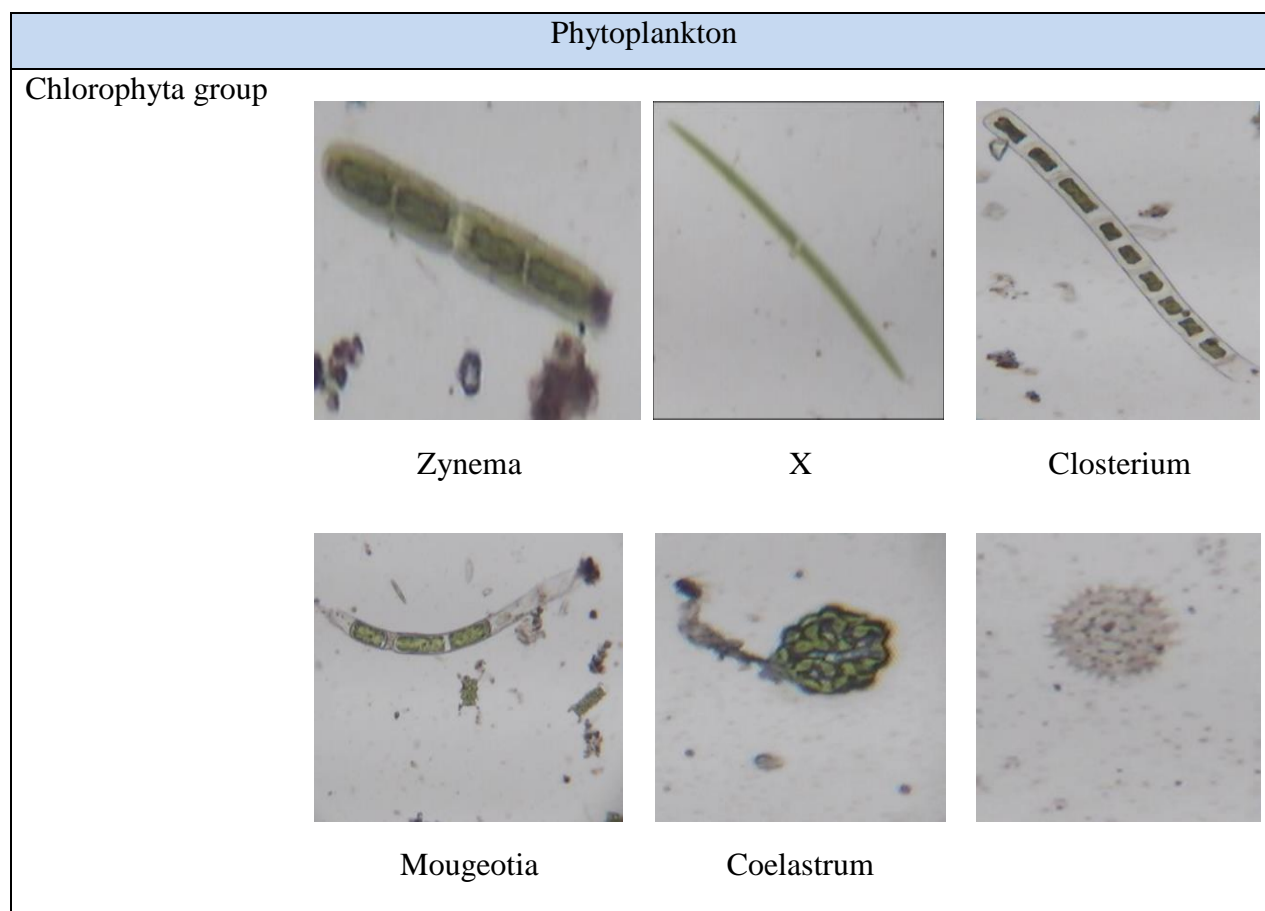 Phytoplankton
Chlorophyta group
Zynema
X
Closterium
Mougeotia
Coelastrum